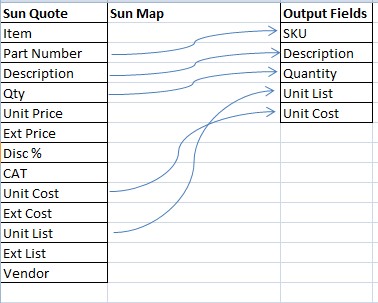 Sun Quote Sun Map Output Fields
Item SKU
Part Number Description
Description Quantity
Qty Unit List
Unit Price Unit Cost
Ext Price
Disc %
CAT
Unit Cost
Ext Cost
Unit List
Ext List
Vendor